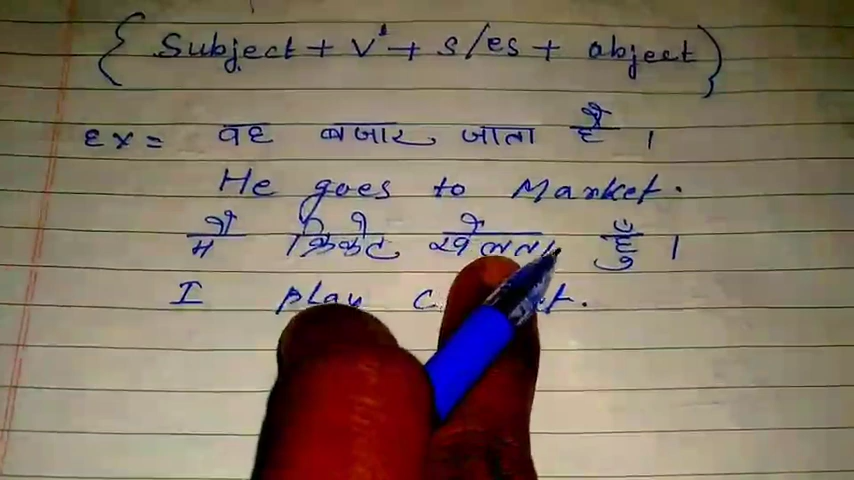 { Subject + V¹ + s/es + object }
Ex = वह बजार जाता है ।
He goes to Market.
मैं क्रिकेट खेलता हूँ ।
I play